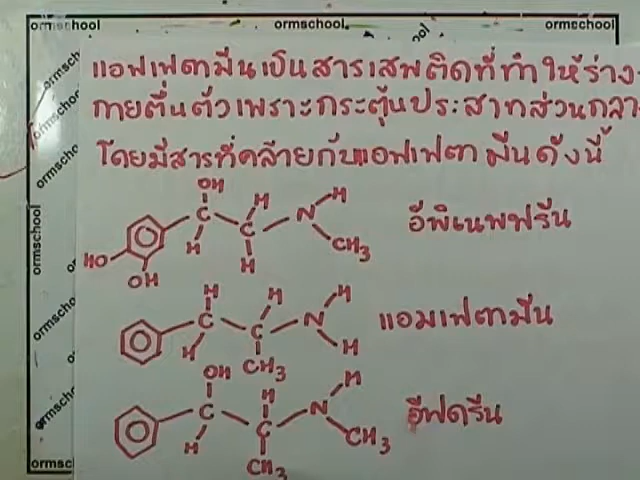 ormschool ormschool ormschool
แอฟเฟตามีนเป็นสารเสพติดที่ทำให้ร่าง-
กายตื่นตัวเพราะกระตุ้นประสาทส่วนกลา
โดยมีสารที่คล้ายกับแอฟเฟตามีนดังนี้
OH H H
C C N อีพิเนพฟรีน
HO OH H H CH3
H H H
C C N แอมเฟตามีน
H CH3 H
OH H H
C C N อีฟดรีน
H CH3 CH3
ormschool
ormsc